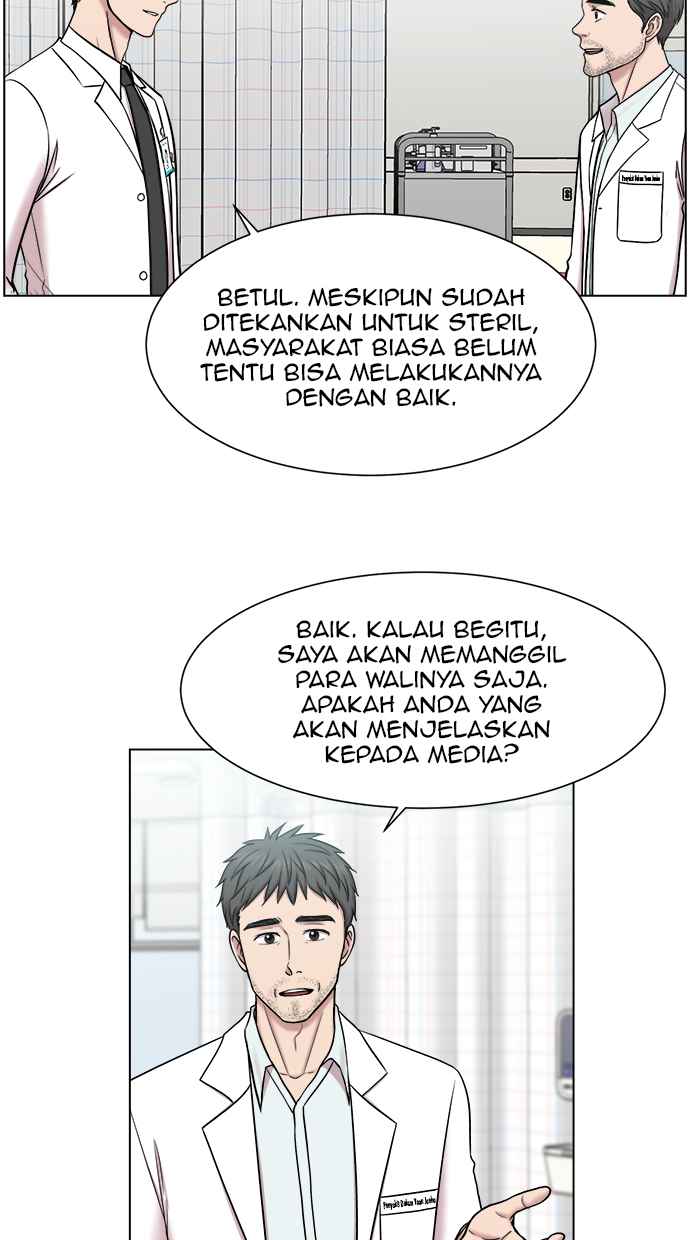 BETUL. MESKIPUN SUDAH
DITEKANKAN UNTUK STERIL,
MASYARAKAT BIASA BELUM
TENTU BISA MELAKUKANNYA
DENGAN BAIK.
BAIK. KALAU BEGITU,
SAYA AKAN MEMANGGIL
PARA WALINYA SAJA.
APAKAH ANDA YANG
AKAN MENJELASKAN
KEPADA MEDIA?